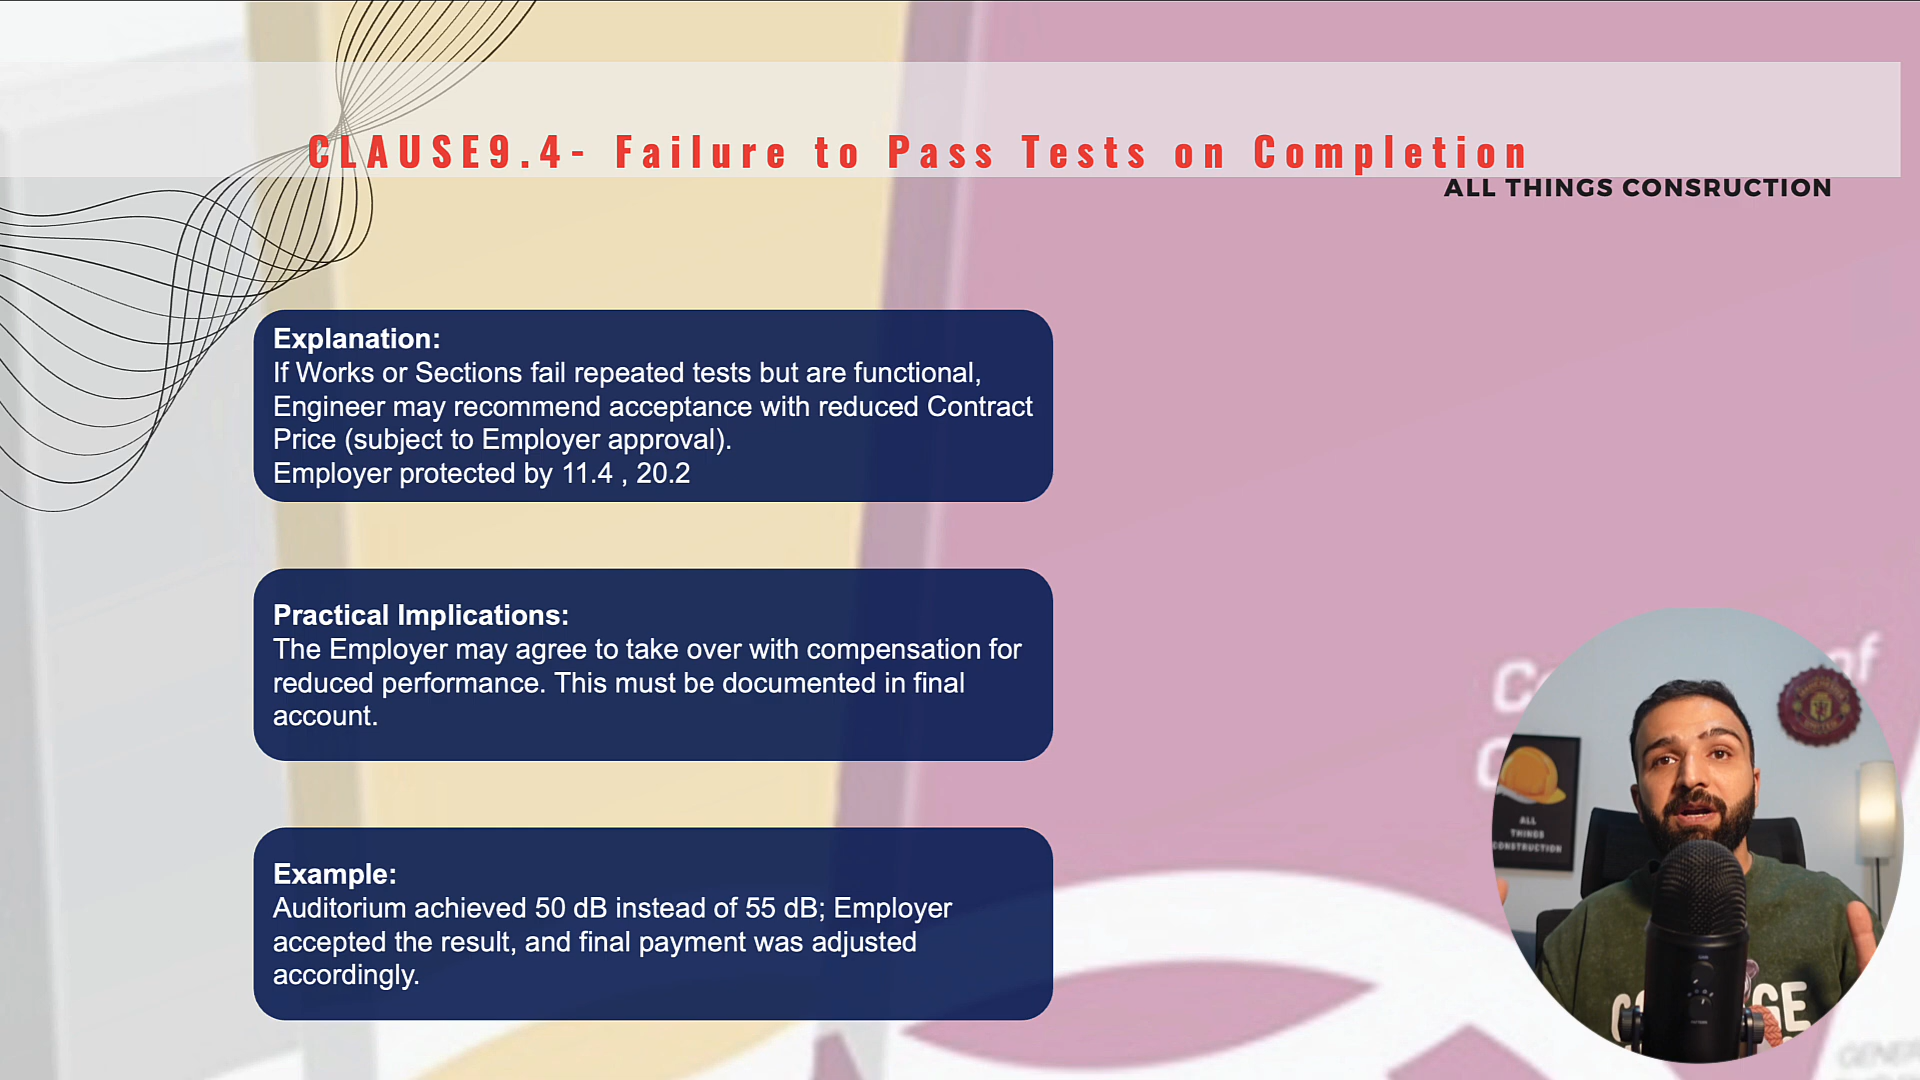 CLAUSE9.4- Failure to Pass Tests on Completion
ALL THINGS CONSRUCTION
Explanation:
If Works or Sections fail repeated tests but are functional,
Engineer may recommend acceptance with reduced Contract
Price (subject to Employer approval).
Employer protected by 11.4 , 20.2
Practical Implications:
The Employer may agree to take over with compensation for
reduced performance. This must be documented in final
account.
Example:
Auditorium achieved 50 dB instead of 55 dB; Employer
accepted the result, and final payment was adjusted
accordingly.
of
ALL
THINGS
CONSTRUCTION